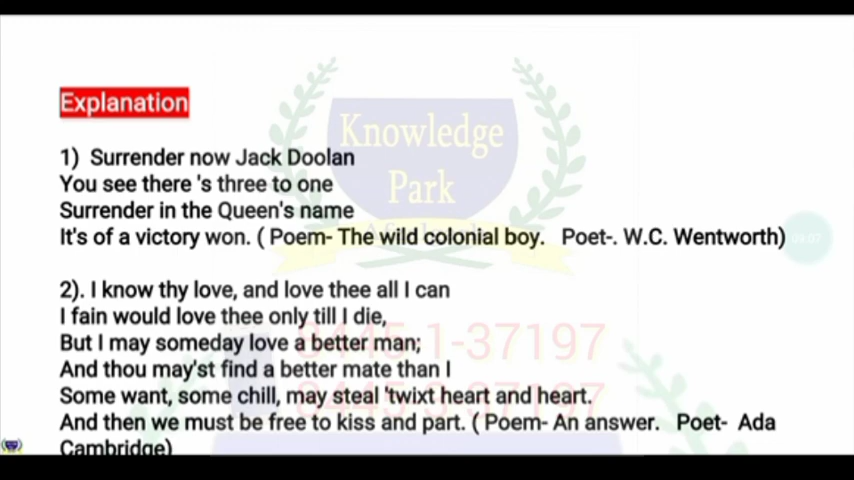 Explanation
Knowledge
Park
1) Surrender now Jack Doolan
You see there 's three to one
Surrender in the Queen's name
It's of a victory won. ( Poem- The wild colonial boy. Poet-. W.C. Wentworth)
09:07
2). I know thy love, and love thee all I can
I fain would love thee only till I die,
But I may someday love a better man;
And thou may'st find a better mate than I
Some want, some chill, may steal 'twixt heart and heart.
And then we must be free to kiss and part. ( Poem- An answer. Poet- Ada
Cambridge)